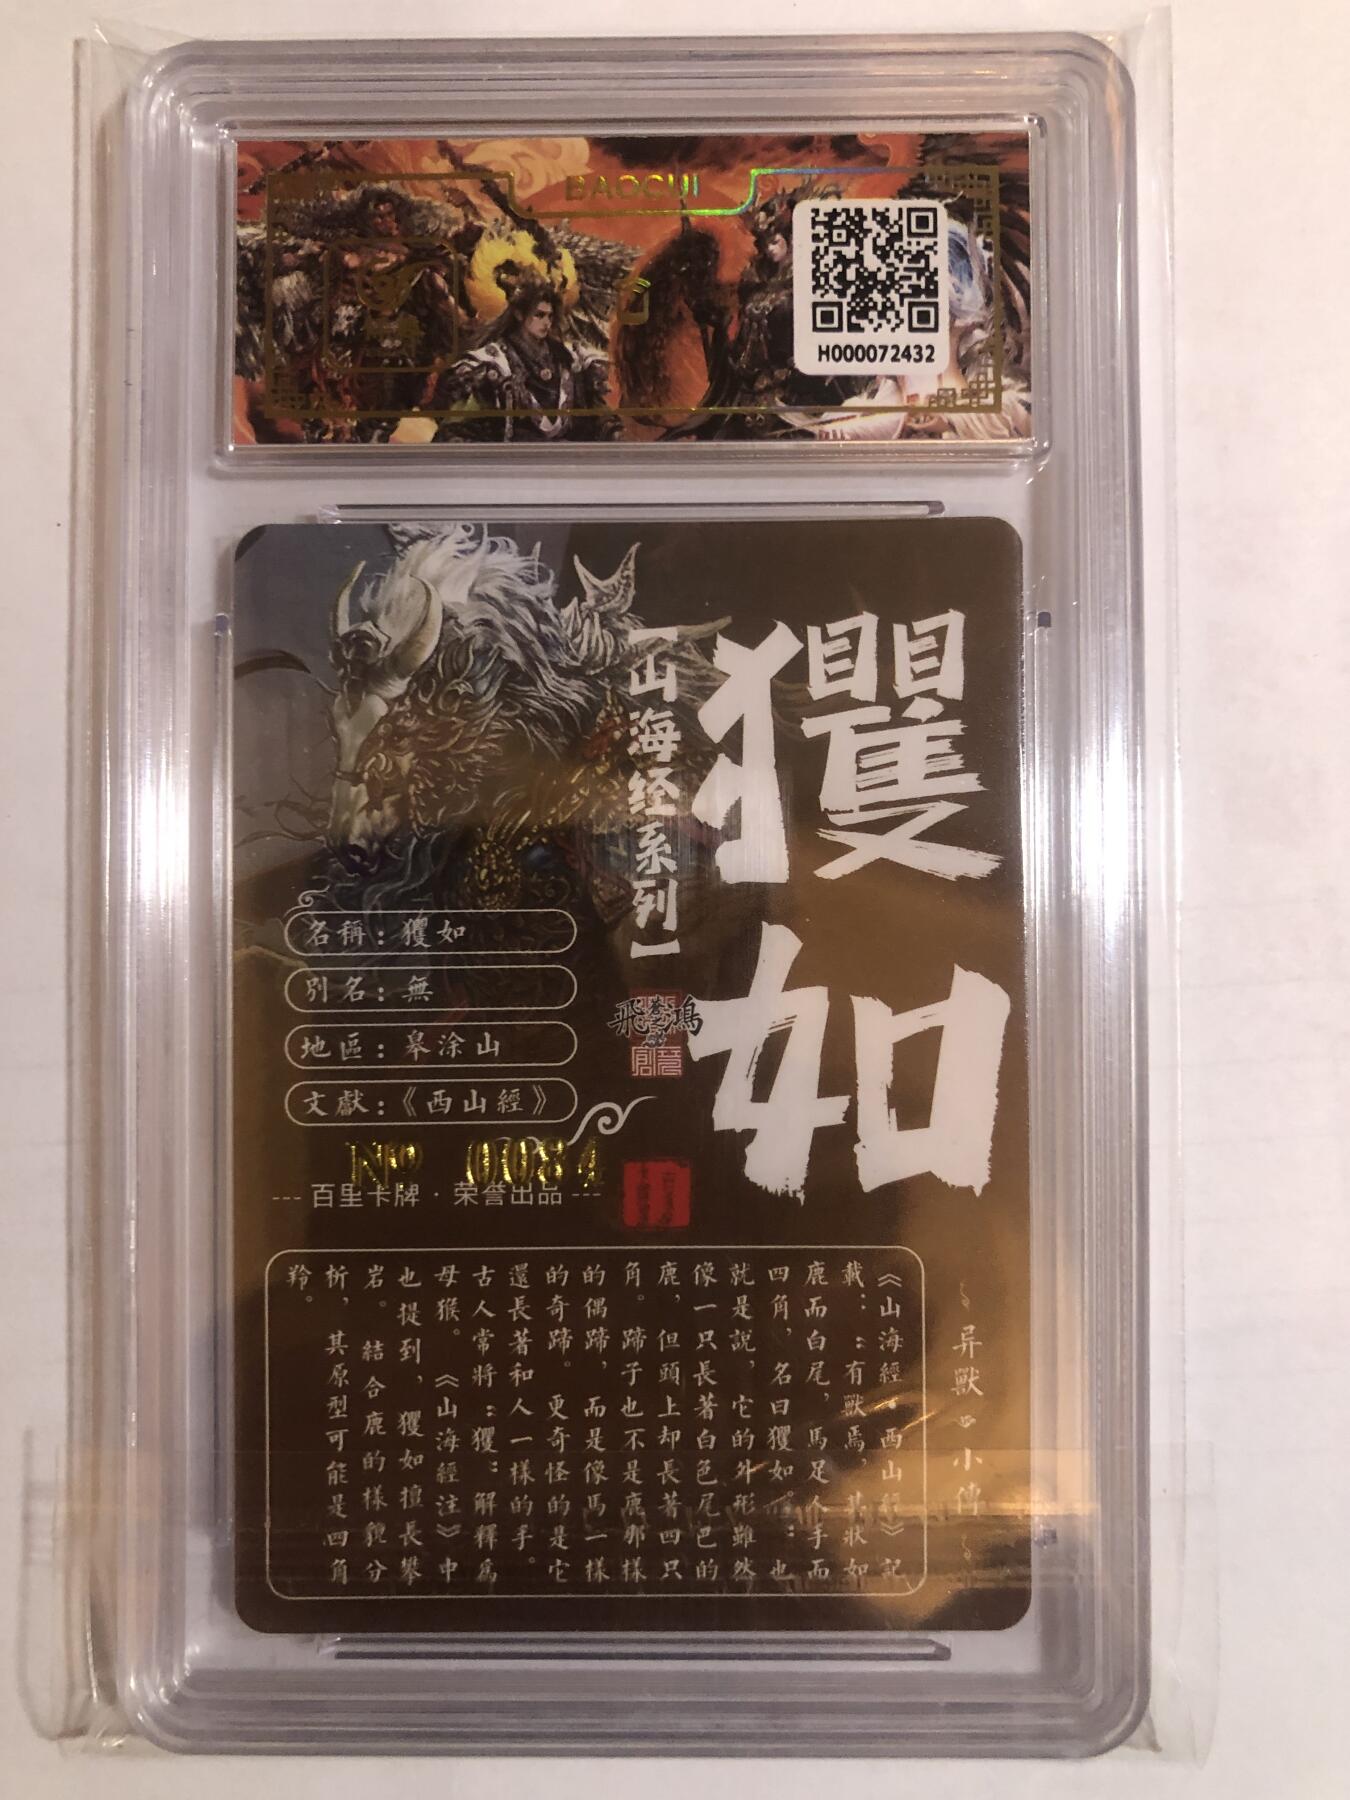 BAOCUI
H000072432
玃如
【山海经系列】
飛鴻
名稱：玃如
別名：無
地區：皋涂山
文獻：《西山經》
№ 0084
--- 百里卡牌 · 荣誉出品 ---
异獸 小傳
《山海經·西山經》記
載：：有獸焉，其狀如
鹿而白尾，馬足人手而
四角，名曰玃如。：也
就是說，它的外形雖然
像一只長著白色尾巴的
鹿，但頭上卻長著四只
角。蹄子也不是鹿那樣
的偶蹄，而是像馬一樣
的奇蹄。更奇怪的是它
還長著和人一樣的手。
古人常將：玃：解釋爲
母猴。《山海經注》中
也提到，玃如擅長攀
岩。結合鹿的樣貌分
析，其原型可能是四角
羚。